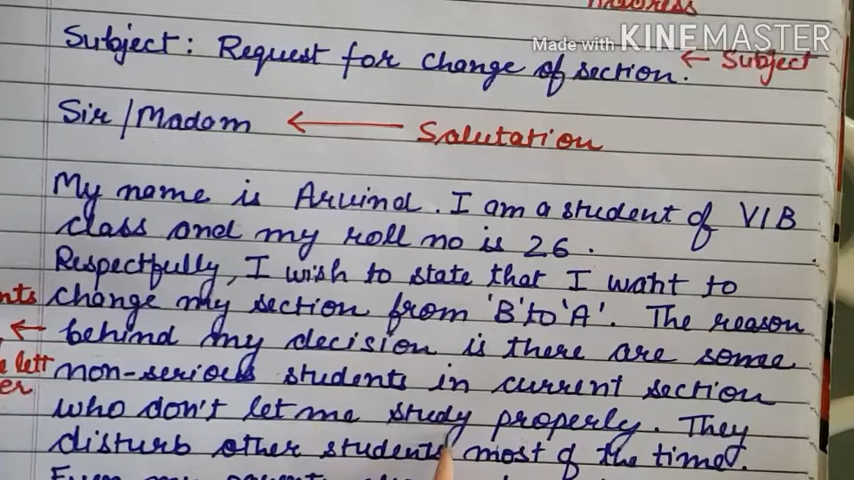 Address
Made with KINEMASTER
Subject: Request for change of section. ← Subject
Sir/Madam ← Salutation
My name is Arvind. I am a student of VIB
class and my roll no is 26.
Respectfully, I wish to state that I want to
change my section from 'B' to 'A'. The reason
behind my decision is there are some
non-serious students in current section
who don't let me study properly. They
disturb other students most of the time.